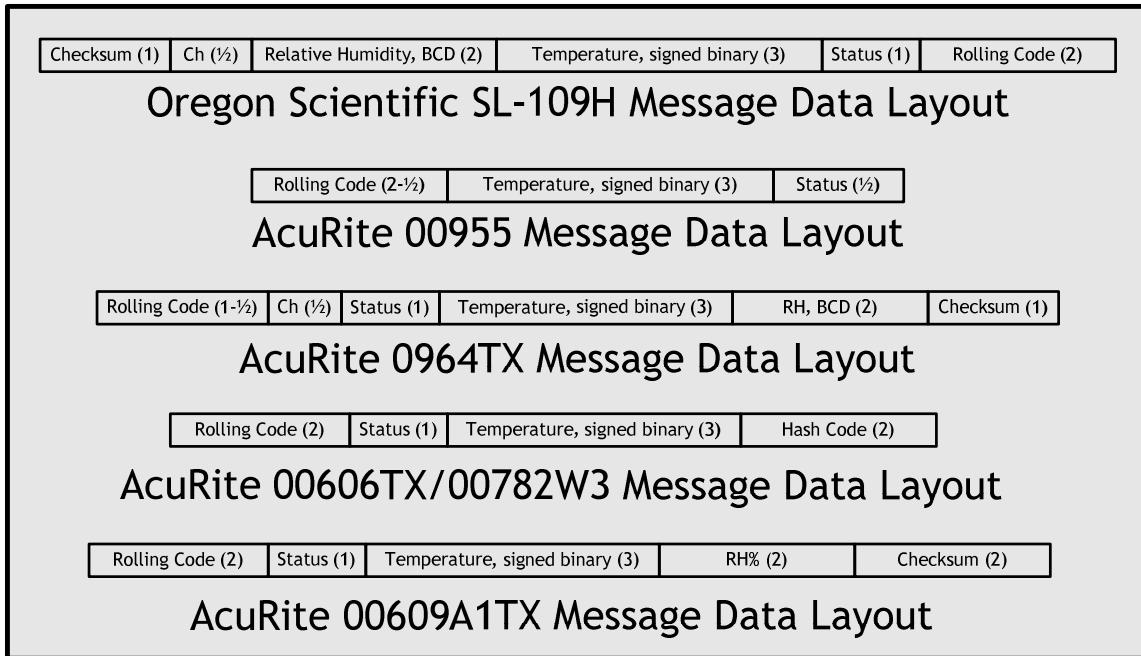 Checksum (1) Ch (½) Relative Humidity, BCD (2) Temperature, signed binary (3) Status (1) Rolling Code (2)
Oregon Scientific SL-109H Message Data Layout
Rolling Code (2-½) Temperature, signed binary (3) Status (½)
AcuRite 00955 Message Data Layout
Rolling Code (1-½) Ch (½) Status (1) Temperature, signed binary (3) RH, BCD (2) Checksum (1)
AcuRite 0964TX Message Data Layout
Rolling Code (2) Status (1) Temperature, signed binary (3) Hash Code (2)
AcuRite 00606TX/00782W3 Message Data Layout
Rolling Code (2) Status (1) Temperature, signed binary (3) RH% (2) Checksum (2)
AcuRite 00609A1TX Message Data Layout